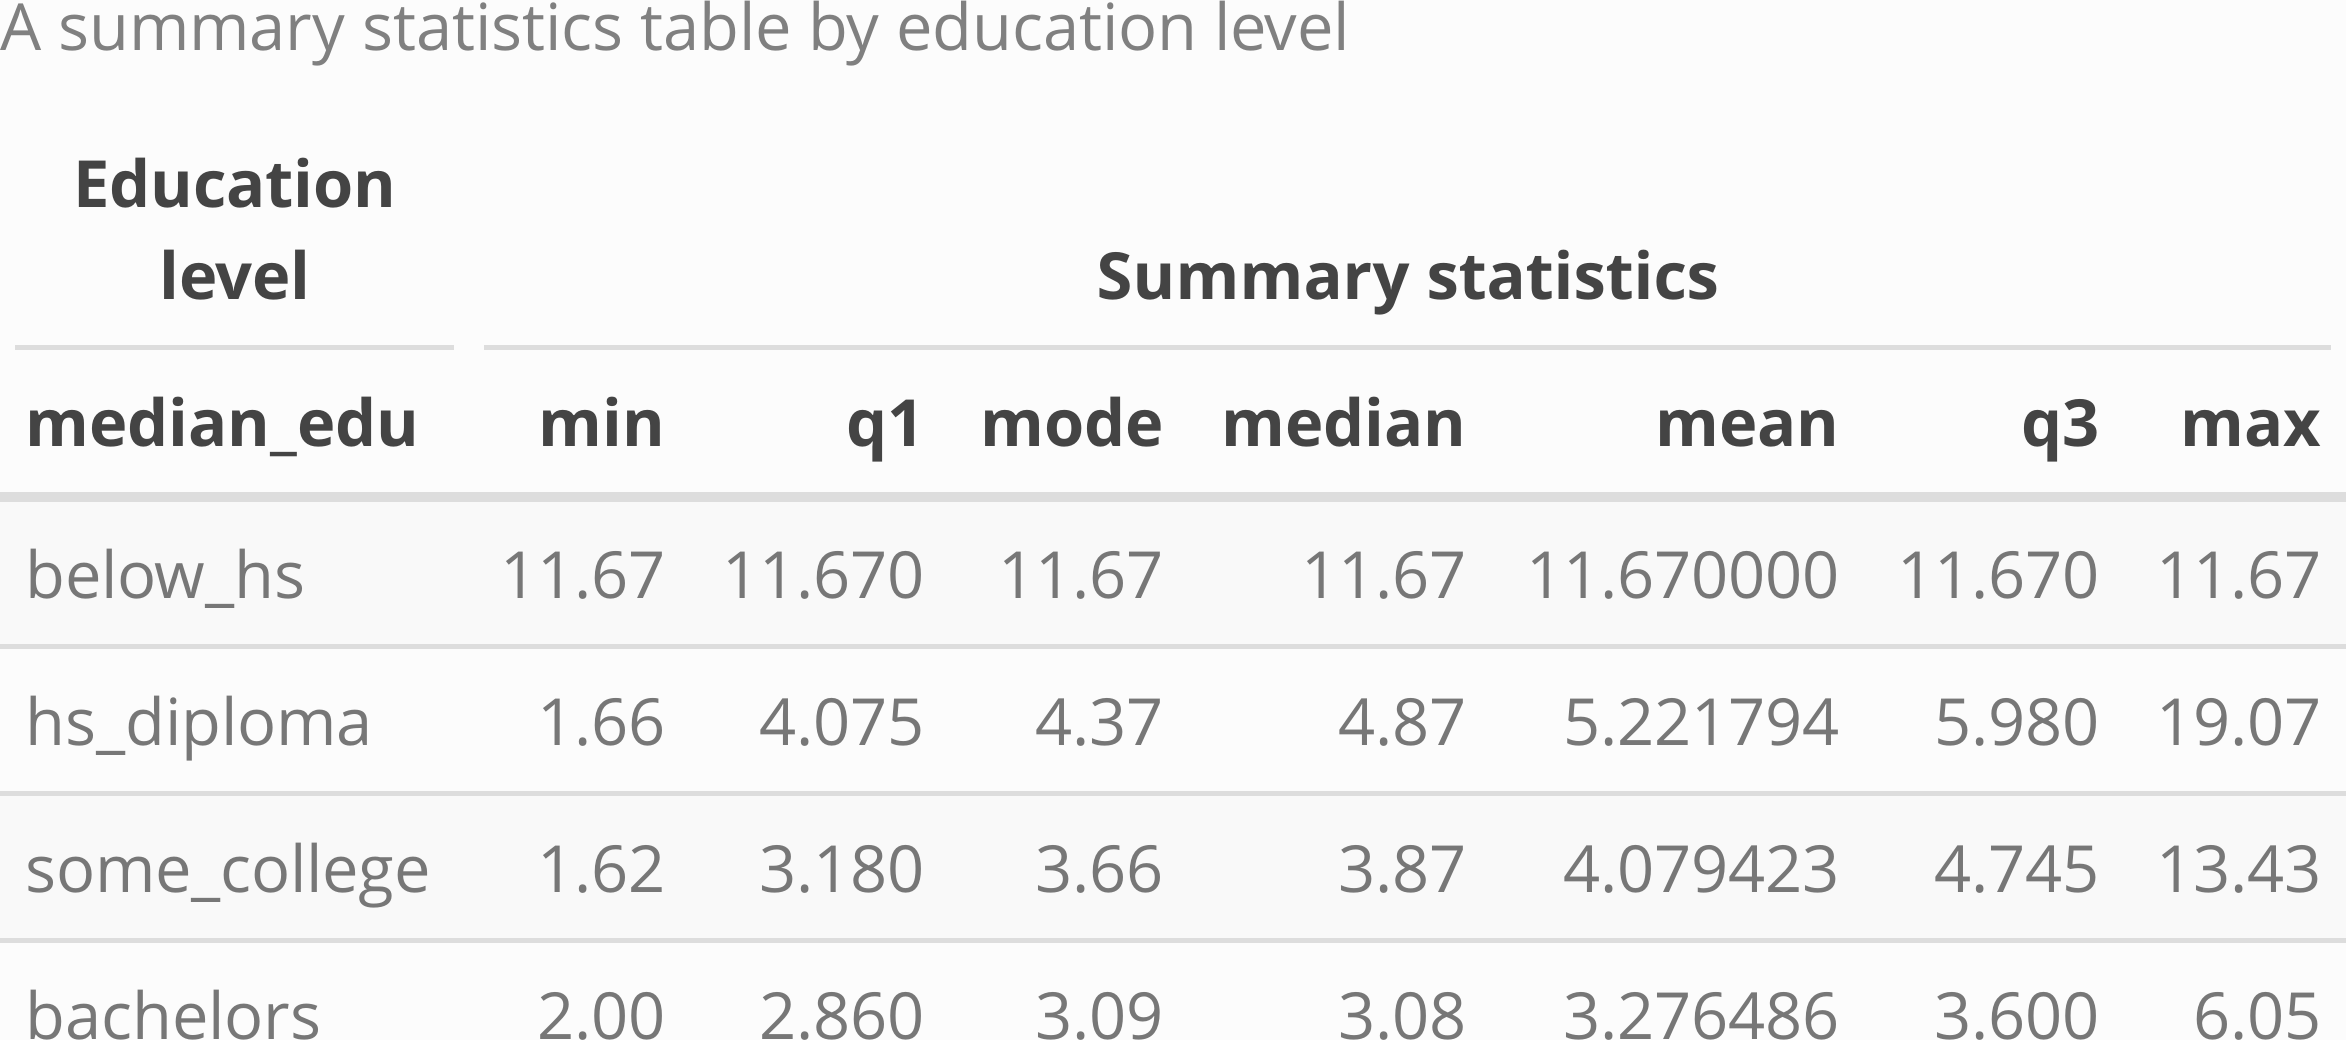 A summary statistics table by education level
Education
level
Summary statistics
median_edu min q1 mode median mean q3 max
below_hs 11.67 11.670 11.67 11.67 11.670000 11.670 11.67
hs_diploma 1.66 4.075 4.37 4.87 5.221794 5.980 19.07
some_college 1.62 3.180 3.66 3.87 4.079423 4.745 13.43
bachelors 2.00 2.860 3.09 3.08 3.276486 3.600 6.05